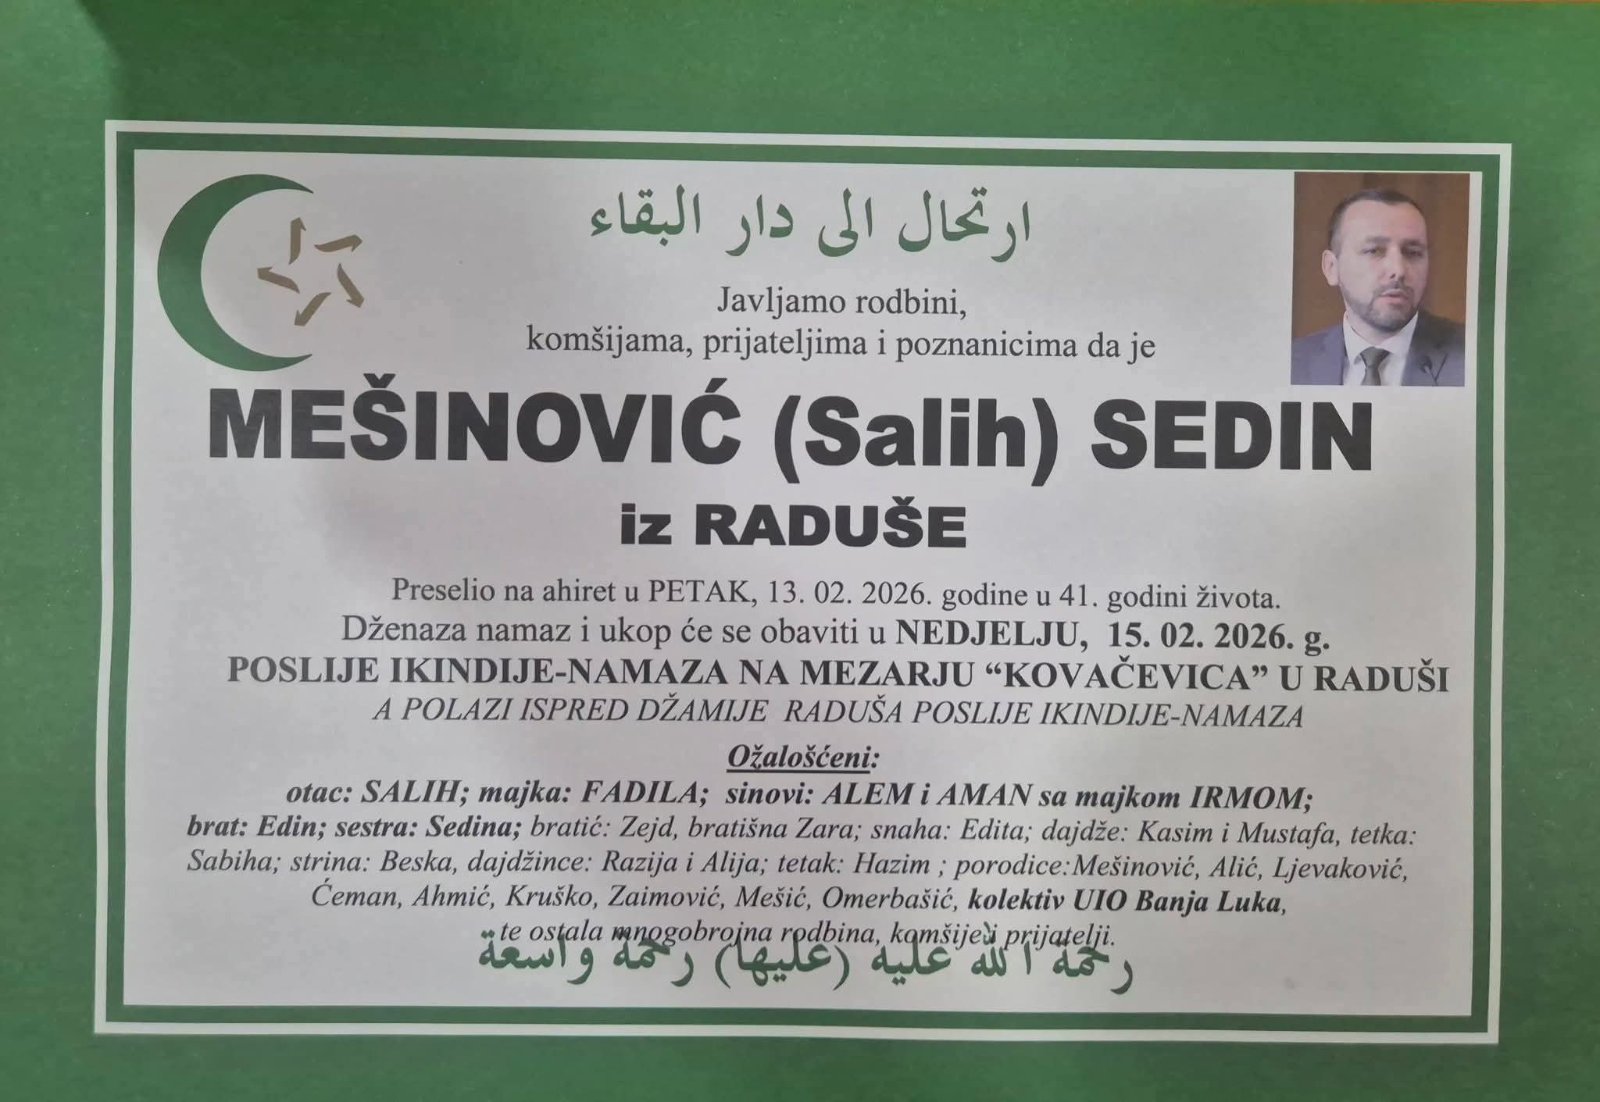 ارتحال الى دار البقاء
Javljamo rodbini,
komšijama, prijateljima i poznanicima da je
MEŠINOVIĆ (Salih) SEDIN
iz RADUŠE
Preselio na ahiret u PETAK, 13. 02. 2026. godine u 41. godini života.
Dženaza namaz i ukop će se obaviti u NEDJELJU, 15. 02. 2026. g.
POSLIJE IKINDIJE-NAMAZA NA MEZARJU “KOVAČEVICA” U RADUŠI
A POLAZI ISPRED DŽAMIJE RADUŠA POSLIJE IKINDIJE-NAMAZA
Ožalošćeni:
otac: SALIH; majka: FADILA; sinovi: ALEM i AMAN sa majkom IRMOM;
brat: Edin; sestra: Sedina; bratić: Zejd, bratišna Zara; snaha: Edita; dajdže: Kasim i Mustafa, tetka:
Sabiha; strina: Beska, dajdžince: Razija i Alija; tetak: Hazim ; porodice:Mešinović, Alić, Ljevaković,
Ćeman, Ahmić, Kruško, Zaimović, Mešić, Omerbašić, kolektiv UIO Banja Luka,
te ostala mnogobrojna rodbina, komšije i prijatelji.
رحمة الله عليه (عليها) رحمة واسعة